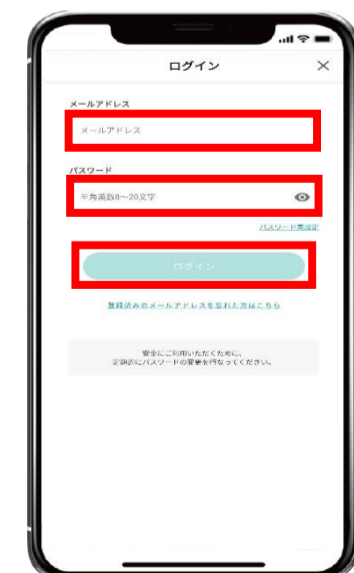 ログイン
メールアドレス
メールアドレス
パスワード
半角英数8～20文字
パスワード再設定
ログイン
登録済みのメールアドレスを忘れた方はこちら
安全にご利用いただくために、
定期的にパスワードの変更を行なってください。